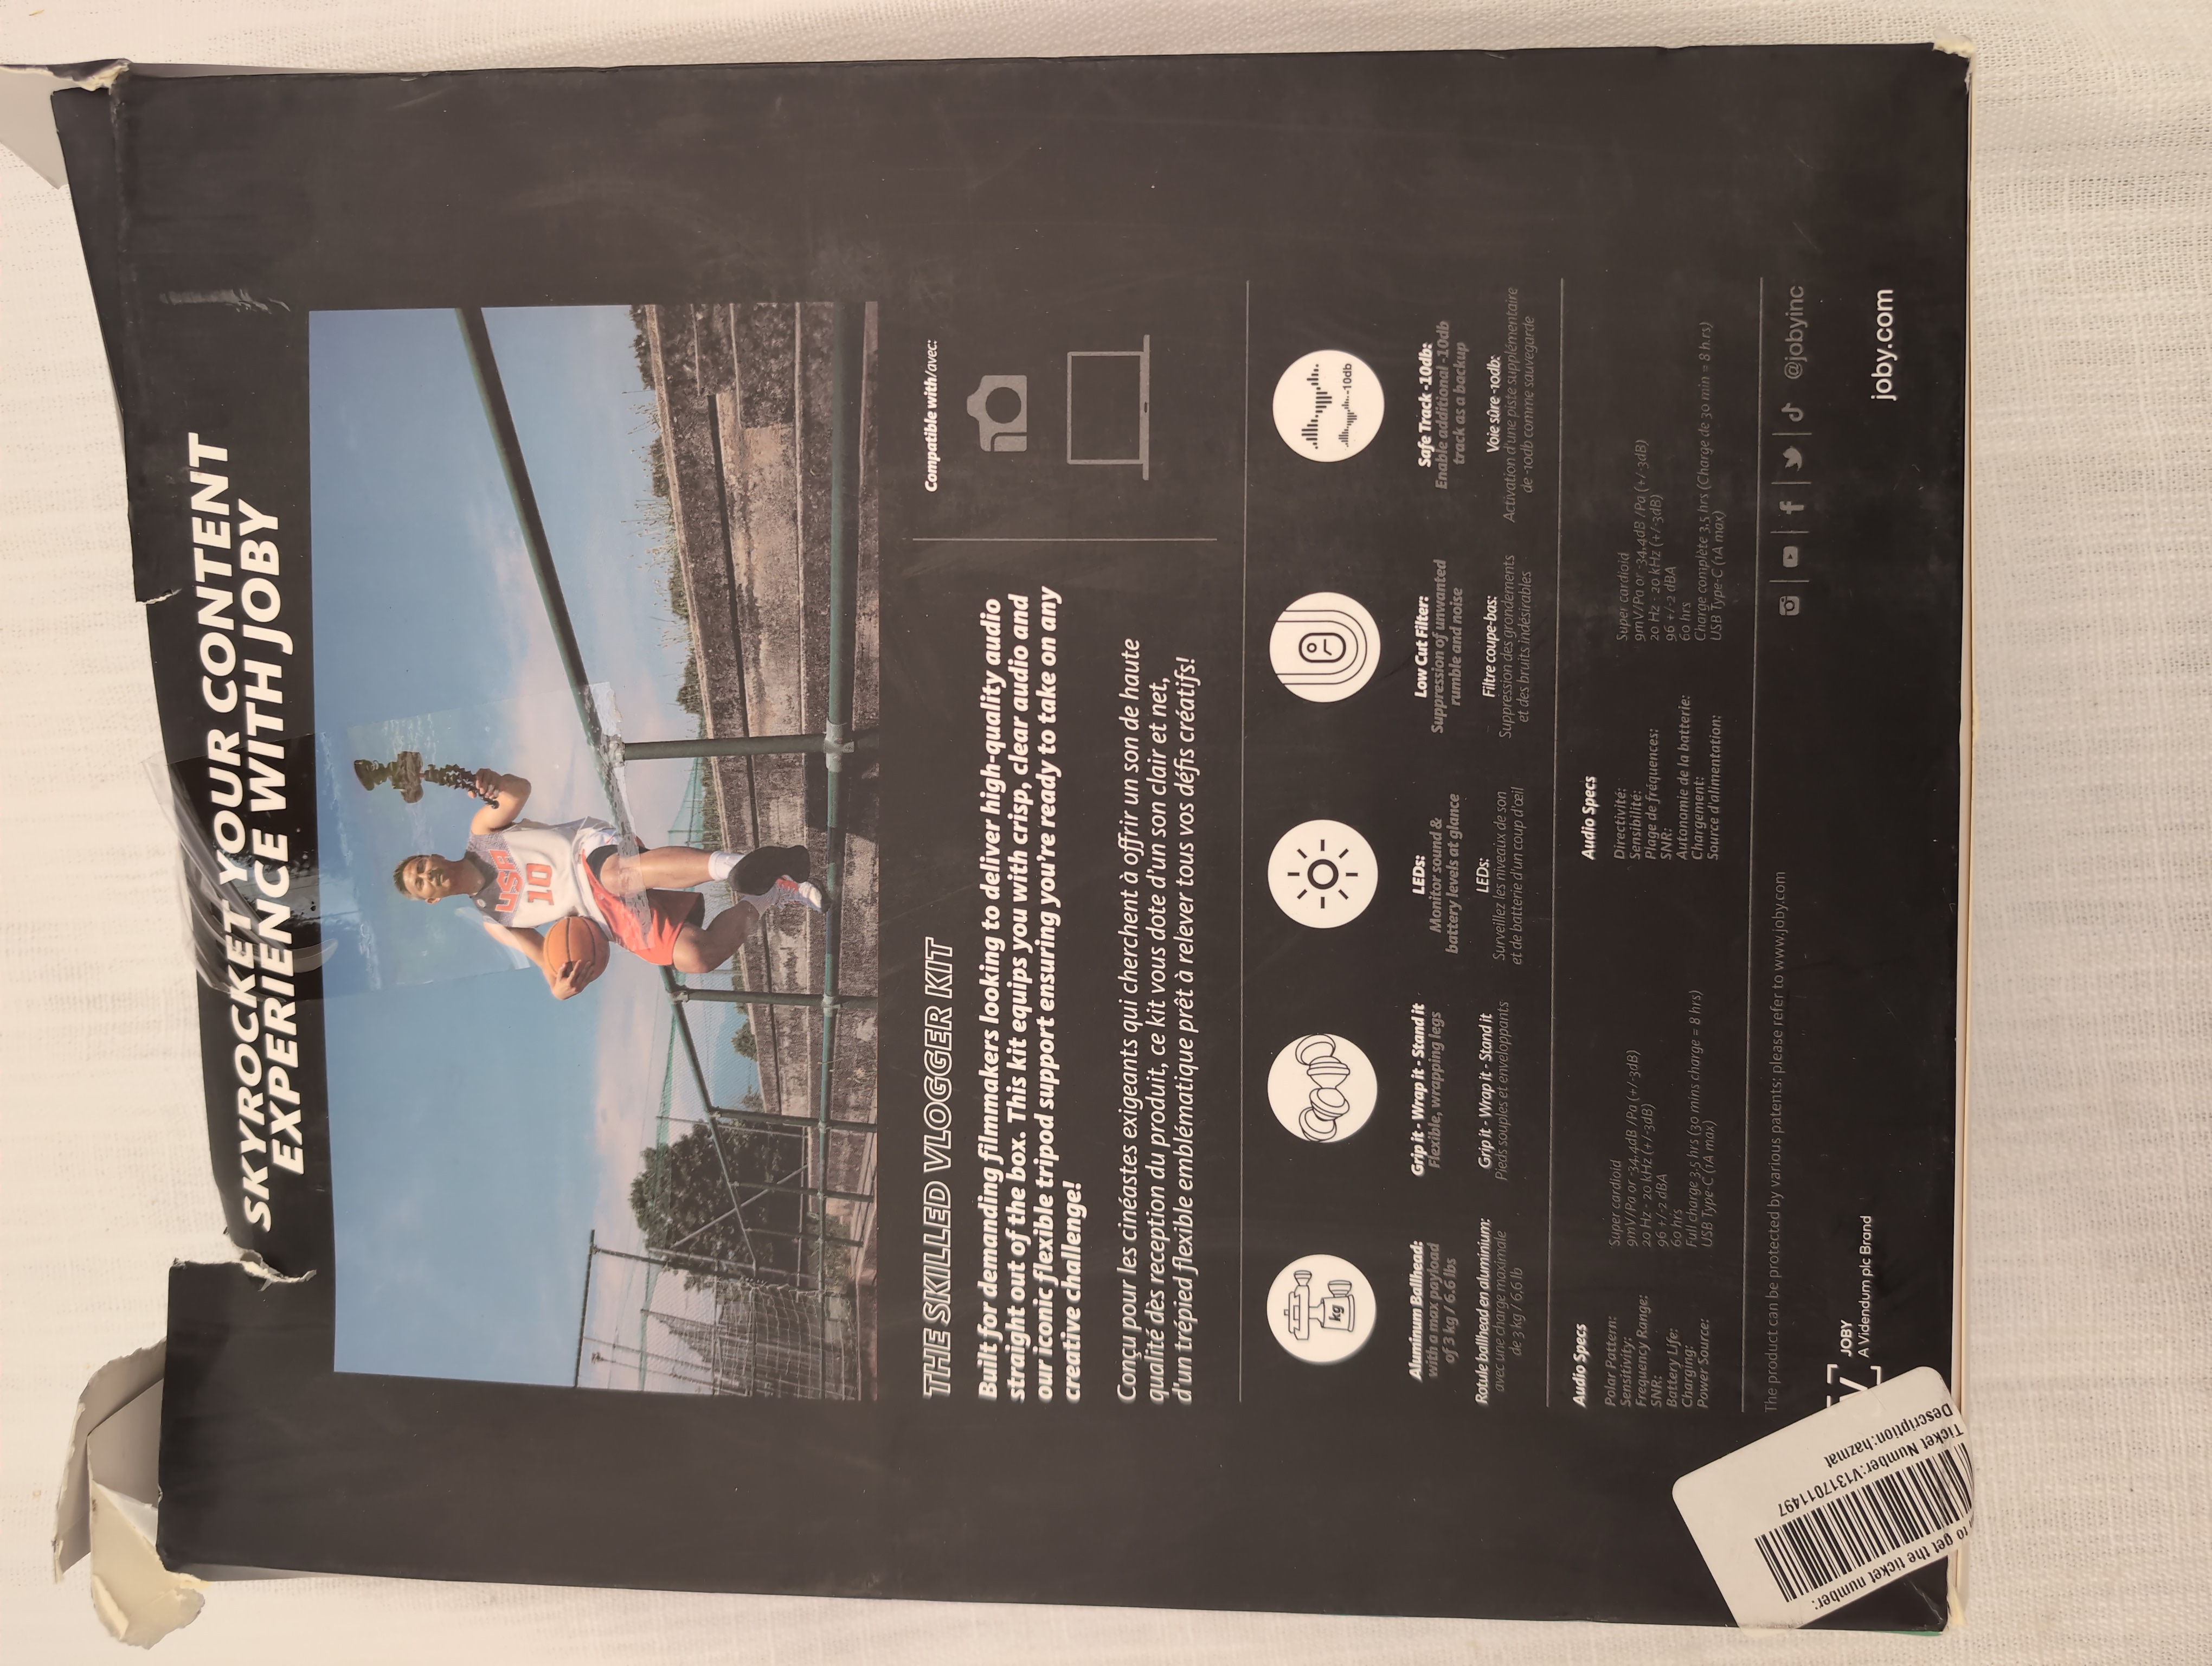 SKYROCKET YOUR CONTENT
EXPERIENCE WITH JOBY
USA
10
THE SKILLED VLOGGER KIT
Built for demanding filmmakers looking to deliver high-quality audio
straight out of the box. This kit equips you with crisp, clear audio and
our iconic flexible tripod support ensuring you're ready to take on any
creative challenge!
Conçu pour les cinéastes exigeants qui cherchent à offrir un son de haute
qualité dès reception du produit, ce kit vous dote d'un son clair et net,
d'un trépied flexible emblématique prêt à relever tous vos défis créatifs!
Compatible with/avec:
kg
Aluminum Ballhead:
with a max payload
of 3 kg / 6.6 lbs
Rotule ballhead en aluminium:
avec une charge maximale
de 3 kg / 6,6 lb
Grip it - Wrap it - Stand it
Flexible, wrapping legs
Grip it - Wrap it - Stand it
Pieds souples et enveloppants
LEDs:
Monitor sound &
battery levels at glance
LEDs:
Surveillez les niveaux de son
et de batterie d'un coup d'œil
Low Cut Filter:
Suppression of unwanted
rumble and noise
Filtre coupe-bas:
Suppression des grondements
et des bruits indésirables
-10db
Safe Track -10db:
Enable additional -10db
track as a backup
Voie sûre -10db:
Activation d'une piste supplémentaire
de -10db comme sauvegarde
Audio Specs
Polar Pattern: Super cardioid
Sensitivity: 9mV/Pa or -34.4dB /Pa (+/-3dB)
Frequency Range: 20 Hz - 20 kHz (+/-3dB)
SNR: 96 +/-2 dBA
Battery Life: 60 hrs
Charging: Full charge 3.5 hrs (30 mins charge = 8 hrs)
Power Source: USB Type-C (1A max)
Audio Specs
Directivité: Super cardioid
Sensibilité: 9mV/Pa or -34.4dB /Pa (+/-3dB)
Plage de fréquences: 20 Hz - 20 kHz (+/-3dB)
SNR: 96 +/-2 dBA
Autonomie de la batterie: 60 hrs
Chargement: Charge complète 3.5 hrs (Charge de 30 min = 8 hrs)
Source d'alimentation: USB Type-C (1A max)
The product can be protected by various patents: please refer to www.joby.com
@jobyinc
JOBY
A Videndum plc Brand
joby.com
to get the ticket number:
Ticket Number:V1317011497
Description: hazmat